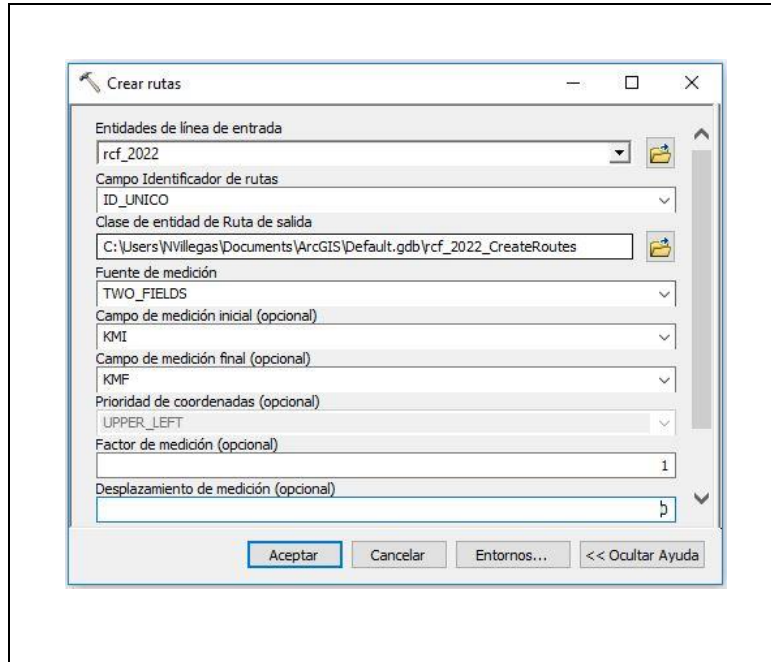 Crear rutas
Entidades de línea de entrada
rcf_2022
Campo Identificador de rutas
ID_UNICO
Clase de entidad de Ruta de salida
C:\Users\NVillegas\Documents\ArcGIS\Default.gdb\rcf_2022_CreateRoutes
Fuente de medición
TWO_FIELDS
Campo de medición inicial (opcional)
KMI
Campo de medición final (opcional)
KMF
Prioridad de coordenadas (opcional)
UPPER_LEFT
Factor de medición (opcional)
1
Desplazamiento de medición (opcional)
0
Aceptar Cancelar Entornos... << Ocultar Ayuda